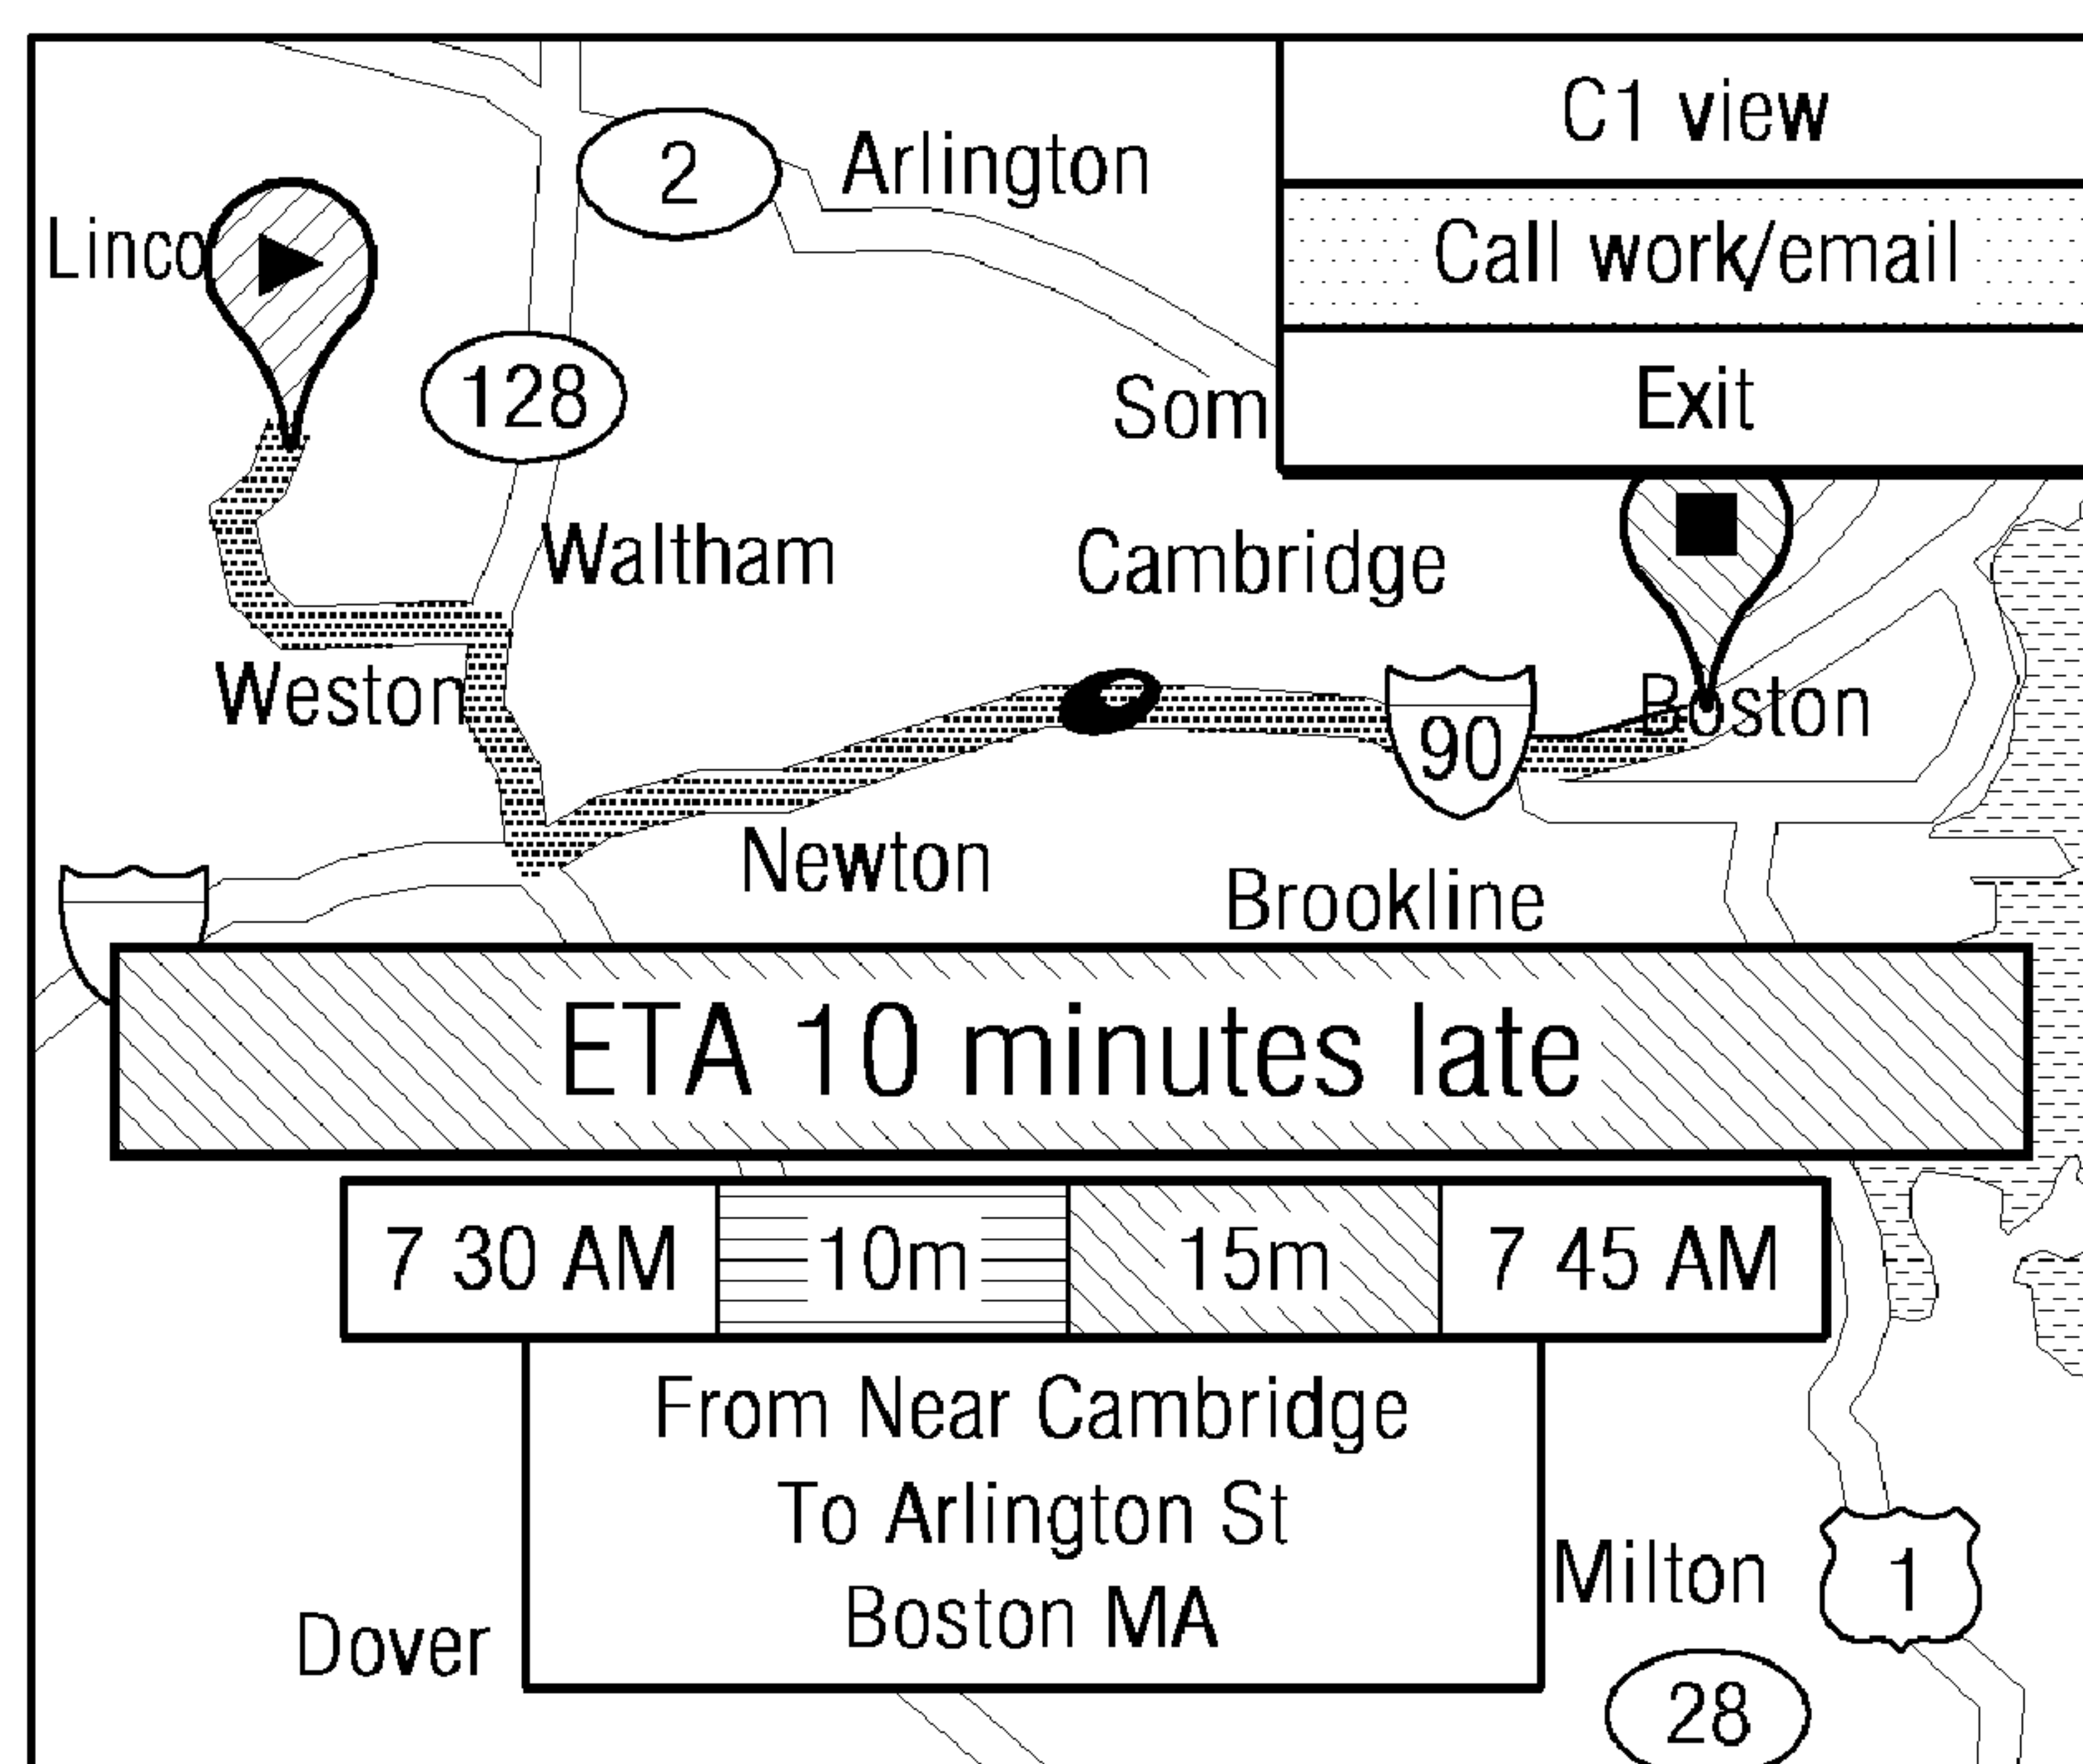 C1 view
2
Arlington
Linco
Call work/email
128
Som
Exit
Waltham
Cambridge
Weston
Boston
90
Newton
Brookline
ETA 10 minutes late
7 30 AM 10m 15m 7 45 AM
From Near Cambridge
To Arlington St
Boston MA
Milton
1
Dover
28